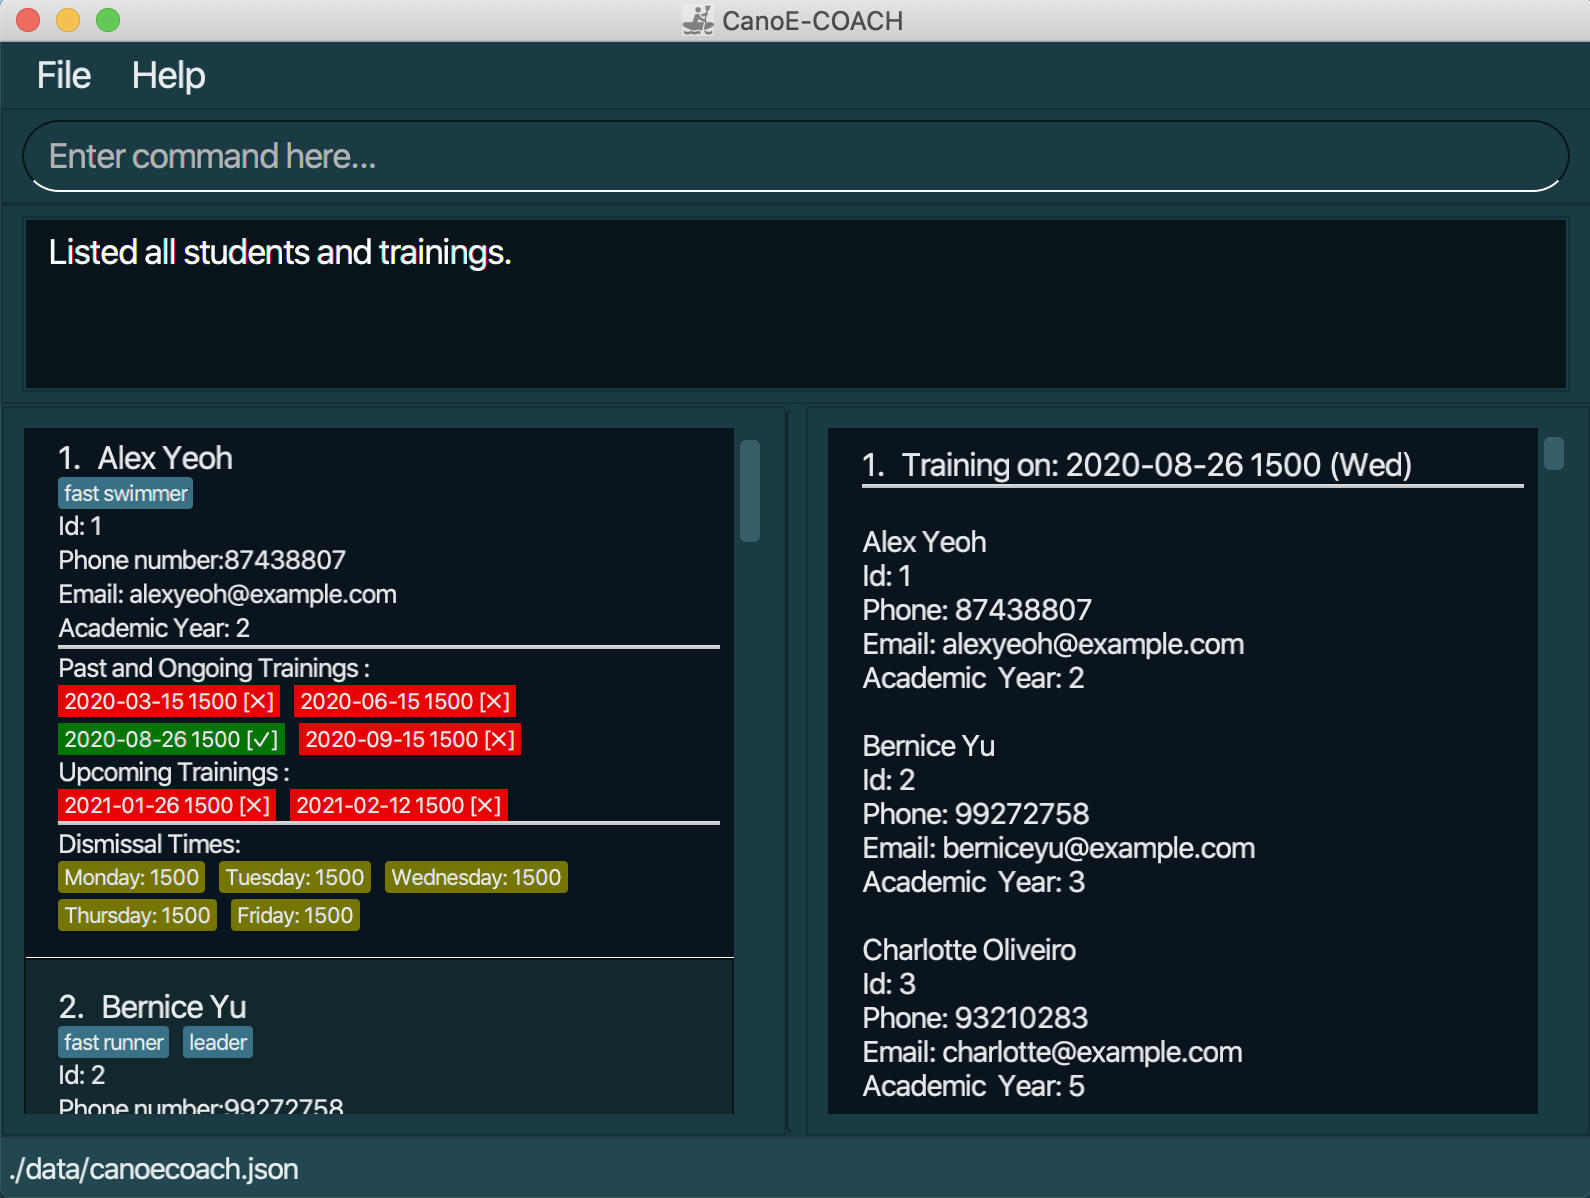 CanoE-COACH
File Help
Enter command here...
Listed all students and trainings.
1. Alex Yeoh
fast swimmer
Id: 1
Phone number:87438807
Email: alexyeoh@example.com
Academic Year: 2
Past and Ongoing Trainings :
2020-03-15 1500 [✕] 2020-06-15 1500 [✕]
2020-08-26 1500 [✓] 2020-09-15 1500 [✕]
Upcoming Trainings :
2021-01-26 1500 [✕] 2021-02-12 1500 [✕]
Dismissal Times:
Monday: 1500 Tuesday: 1500 Wednesday: 1500
Thursday: 1500 Friday: 1500
2. Bernice Yu
fast runner leader
Id: 2
Phone number:99272758
1. Training on: 2020-08-26 1500 (Wed)
Alex Yeoh
Id: 1
Phone: 87438807
Email: alexyeoh@example.com
Academic Year: 2
Bernice Yu
Id: 2
Phone: 99272758
Email: berniceyu@example.com
Academic Year: 3
Charlotte Oliveiro
Id: 3
Phone: 93210283
Email: charlotte@example.com
Academic Year: 5
./data/canoecoach.json